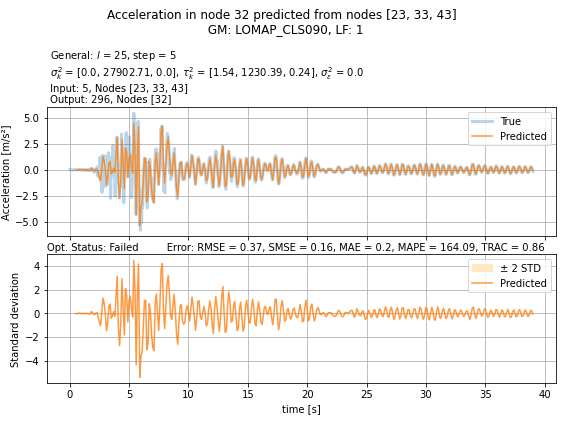 Acceleration in node 32 predicted from nodes [23, 33, 43]
GM: LOMAP_CLS090, LF: 1
General: l = 25, step = 5
σ²ₖ = [0.0, 27902.71, 0.0], τ²ₖ = [1.54, 1230.39, 0.24], σ²ₑ = 0.0
Input: 5, Nodes [23, 33, 43]
Output: 296, Nodes [32]
Acceleration [m/s²]
5.0
2.5
0.0
−2.5
−5.0
True
Predicted
Opt. Status: Failed Error: RMSE = 0.37, SMSE = 0.16, MAE = 0.2, MAPE = 164.09, TRAC = 0.86
Standard deviation
4
2
0
−2
−4
± 2 STD
Predicted
0 5 10 15 20 25 30 35 40
time [s]